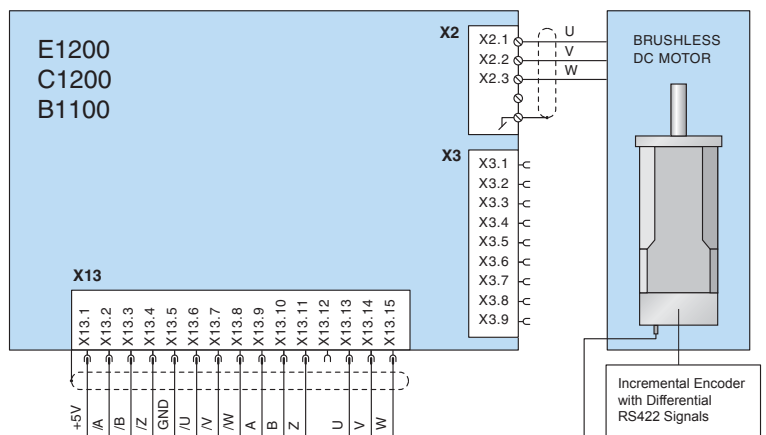 E1200
C1200
B1100
X2
X2.1
X2.2
X2.3
U
V
W
BRUSHLESS
DC MOTOR
X3
X3.1
X3.2
X3.3
X3.4
X3.5
X3.6
X3.7
X3.8
X3.9
X13
X13.1
X13.2
X13.3
X13.4
X13.5
X13.6
X13.7
X13.8
X13.9
X13.10
X13.11
X13.12
X13.13
X13.14
X13.15
+5V
/A
/B
/Z
GND
/U
/V
/W
A
B
Z
U
V
W
Incremental Encoder
with Differential
RS422 Signals